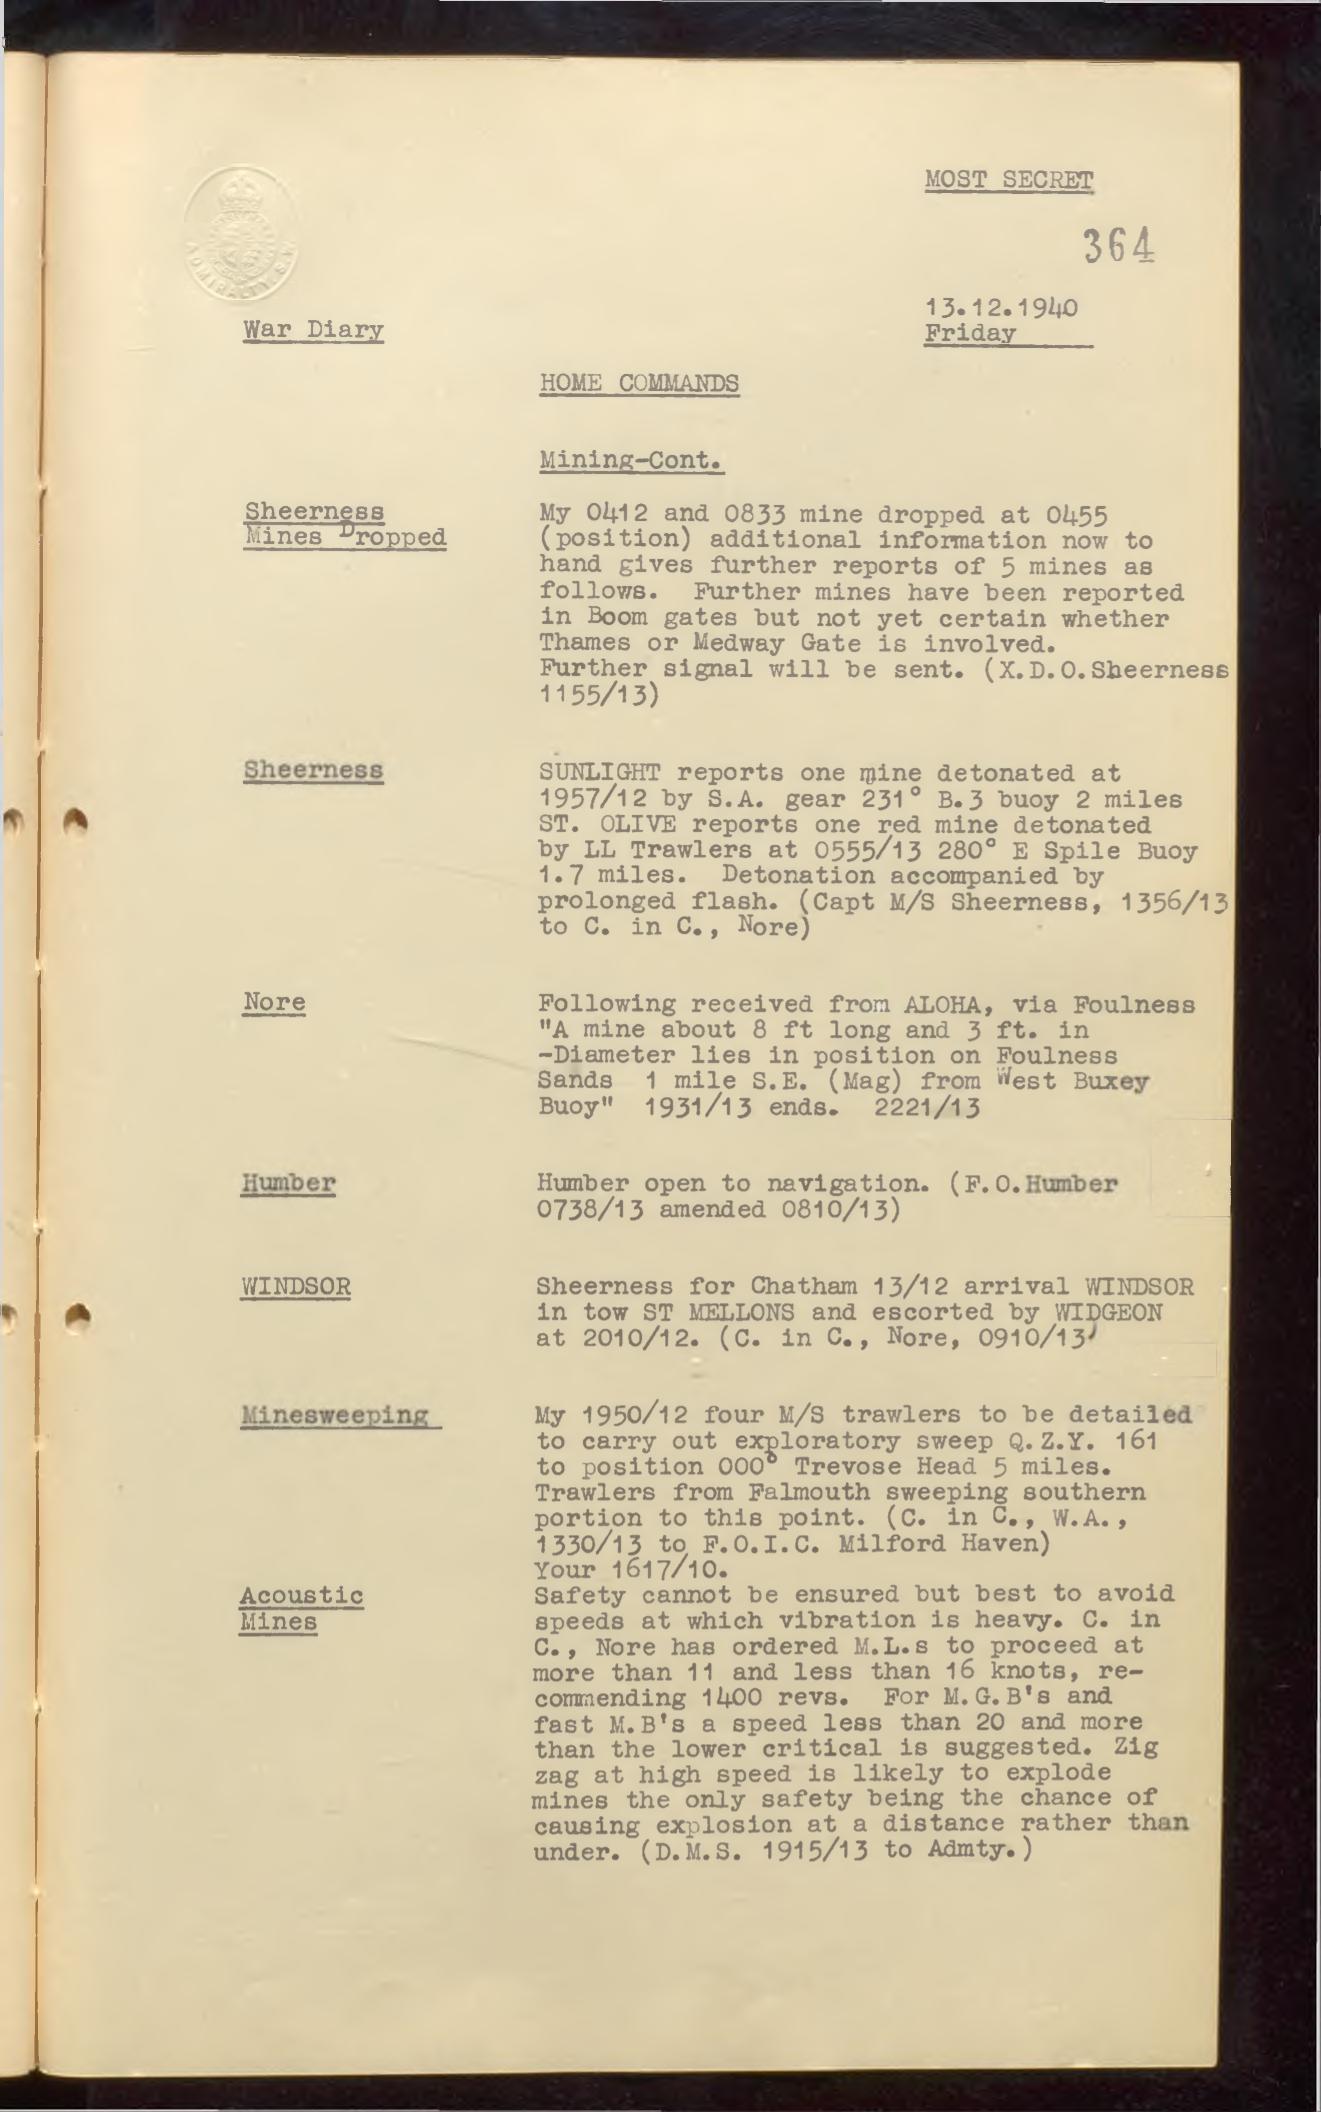 MOST SECRET
364
ADMIRALTY. S.W.
13.12.1940
War Diary
Friday
HOME COMMANDS
Mining-Cont.
Sheerness
Mines Dropped
My 0412 and 0833 mine dropped at 0455
(position) additional information now to
hand gives further reports of 5 mines as
follows. Further mines have been reported
in Boom gates but not yet certain whether
Thames or Medway Gate is involved.
Further signal will be sent. (X.D.O.Sheerness
1155/13)
Sheerness
SUNLIGHT reports one mine detonated at
1957/12 by S.A. gear 231° B.3 buoy 2 miles
ST. OLIVE reports one red mine detonated
by LL Trawlers at 0555/13 280° E Spile Buoy
1.7 miles. Detonation accompanied by
prolonged flash. (Capt M/S Sheerness, 1356/13
to C. in C., Nore)
Nore
Following received from ALOHA, via Foulness
"A mine about 8 ft long and 3 ft. in
-Diameter lies in position on Foulness
Sands 1 mile S.E. (Mag) from West Buxey
Buoy" 1931/13 ends. 2221/13
Humber
Humber open to navigation. (F.O.Humber
0738/13 amended 0810/13)
WINDSOR
Sheerness for Chatham 13/12 arrival WINDSOR
in tow ST MELLONS and escorted by WIDGEON
at 2010/12. (C. in C., Nore, 0910/13)
Minesweeping
My 1950/12 four M/S trawlers to be detailed
to carry out exploratory sweep Q.Z.Y. 161
to position 000° Trevose Head 5 miles.
Trawlers from Falmouth sweeping southern
portion to this point. (C. in C., W.A.,
1330/13 to F.O.I.C. Milford Haven)
Your 1617/10.
Acoustic
Mines
Safety cannot be ensured but best to avoid
speeds at which vibration is heavy. C. in
C., Nore has ordered M.L.s to proceed at
more than 11 and less than 16 knots, re-
commending 1400 revs. For M.G.B's and
fast M.B's a speed less than 20 and more
than the lower critical is suggested. Zig
zag at high speed is likely to explode
mines the only safety being the chance of
causing explosion at a distance rather than
under. (D.M.S. 1915/13 to Admty.)